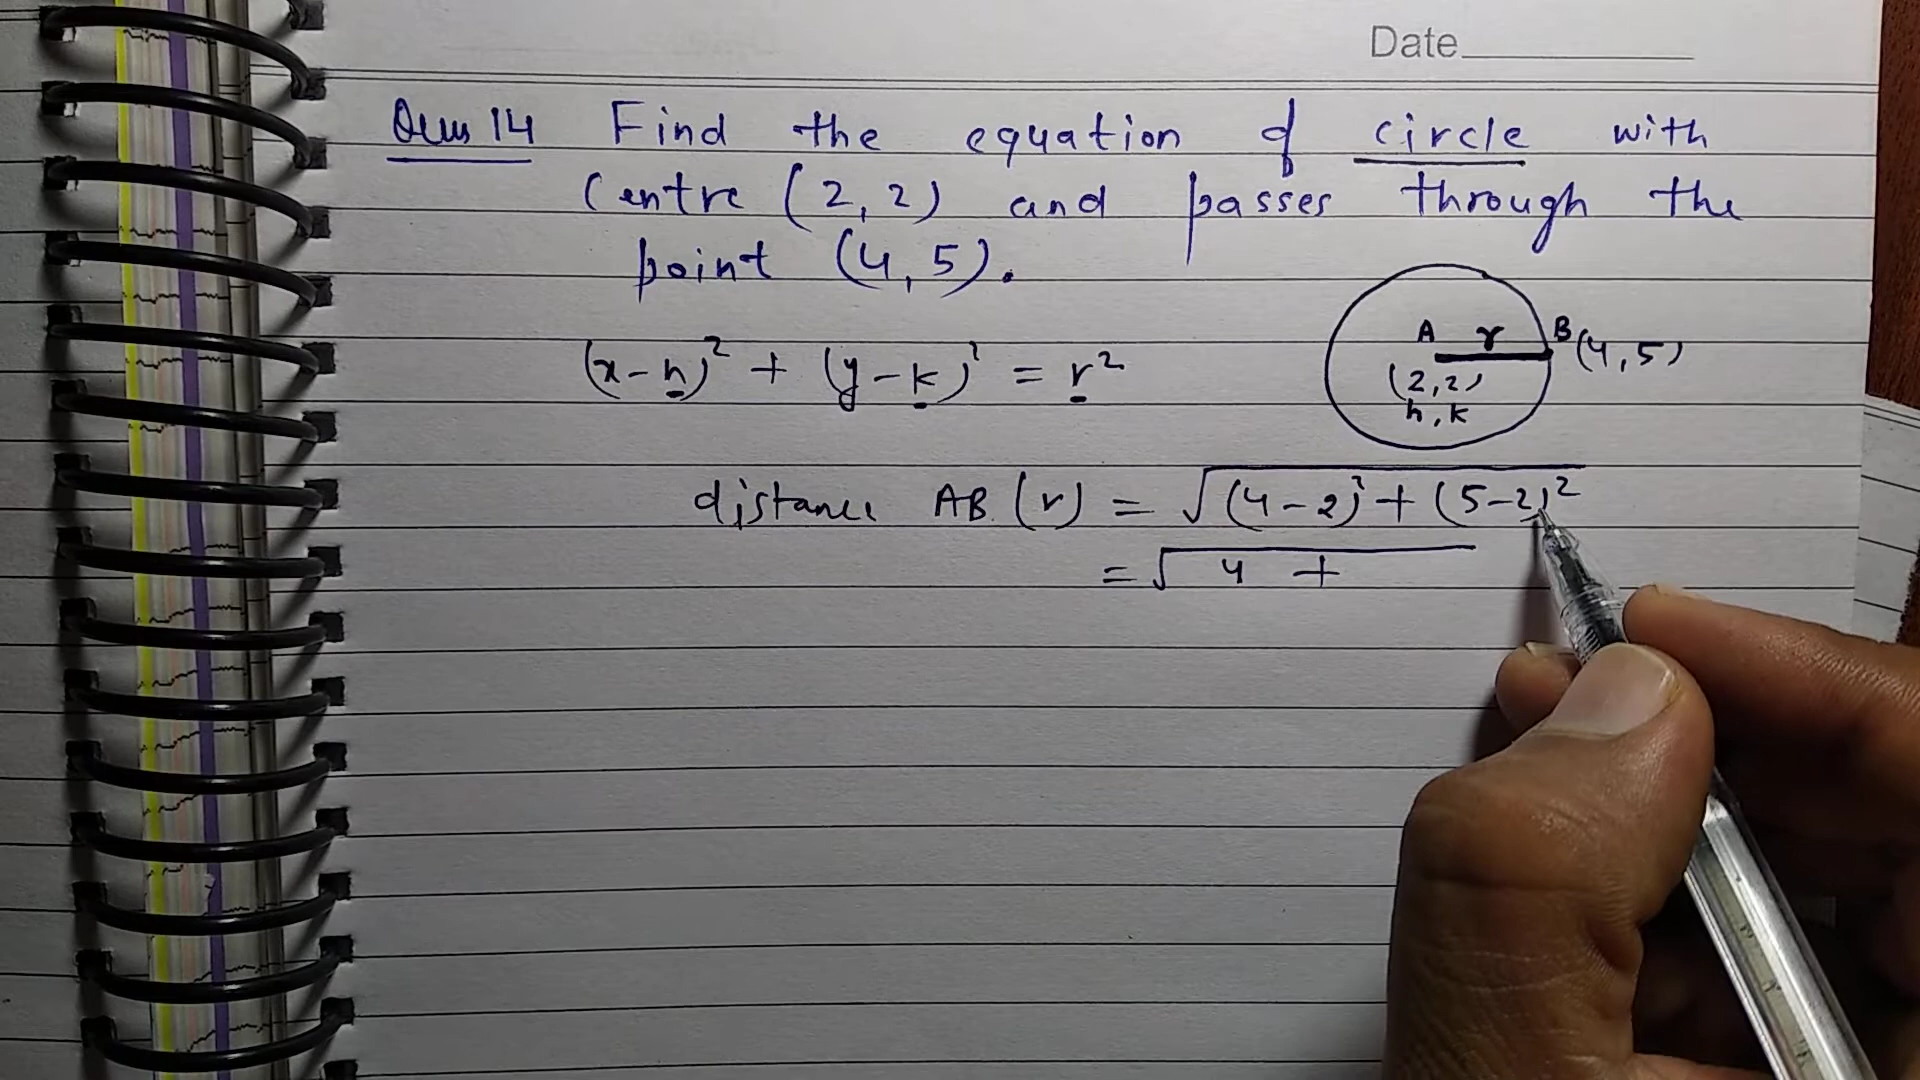 Date
Ques 14 Find the equation of circle with
Centre (2, 2) and passes through the
point (4, 5).
(x-h)² + (y-k)² = r²
A r B (4, 5)
(2, 2)
h, k
distance AB (r) = √(4-2)² + (5-2)²
= √ 4 +